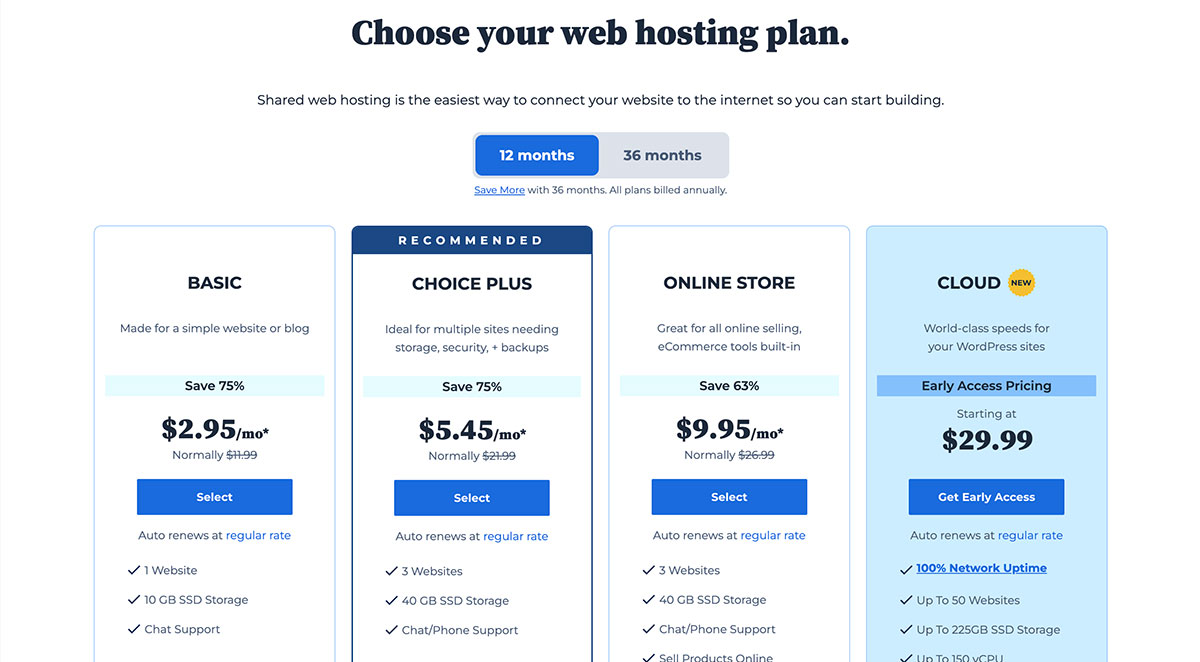 Choose your web hosting plan.
Shared web hosting is the easiest way to connect your website to the internet so you can start building.
12 months
36 months
Save More with 36 months. All plans billed annually.
BASIC
Made for a simple website or blog
Save 75%
$2.95/mo*
Normally $11.99
Select
Auto renews at regular rate
1 Website
10 GB SSD Storage
Chat Support
RECOMMENDED
CHOICE PLUS
Ideal for multiple sites needing
storage, security, + backups
Save 75%
$5.45/mo*
Normally $21.99
Select
Auto renews at regular rate
3 Websites
40 GB SSD Storage
Chat/Phone Support
ONLINE STORE
Great for all online selling,
eCommerce tools built-in
Save 63%
$9.95/mo*
Normally $26.99
Select
Auto renews at regular rate
3 Websites
40 GB SSD Storage
Chat/Phone Support
Sell Products Online
CLOUD NEW
World-class speeds for
your WordPress sites
Early Access Pricing
Starting at
$29.99
Get Early Access
Auto renews at regular rate
100% Network Uptime
Up To 50 Websites
Up To 225GB SSD Storage
Up To 150 vCPU